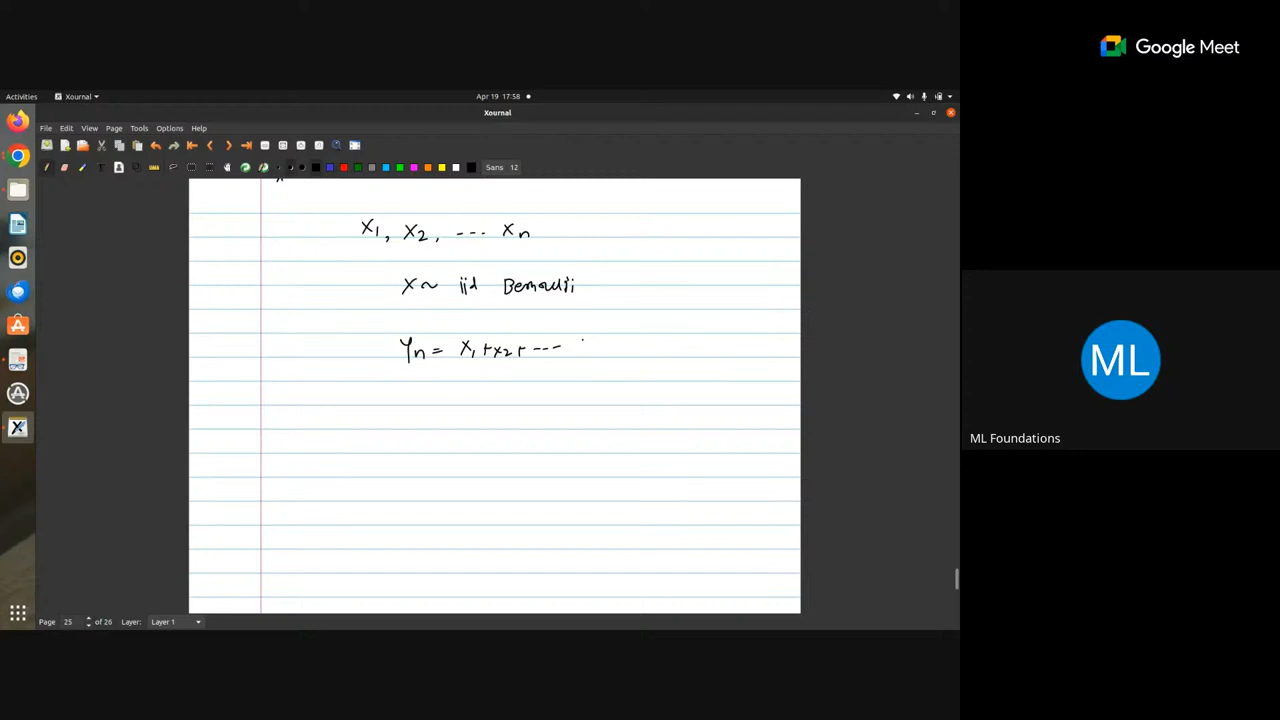 Google Meet
Activities Xournal Apr 19 17:58
Xournal
File Edit View Page Tools Options Help
Sans 12
X1, X2, --- Xn
X ~ iid Bernoulli
Yn = X1 + X2 + ---
ML
ML Foundations
Page 25 of 26 Layer: Layer 1